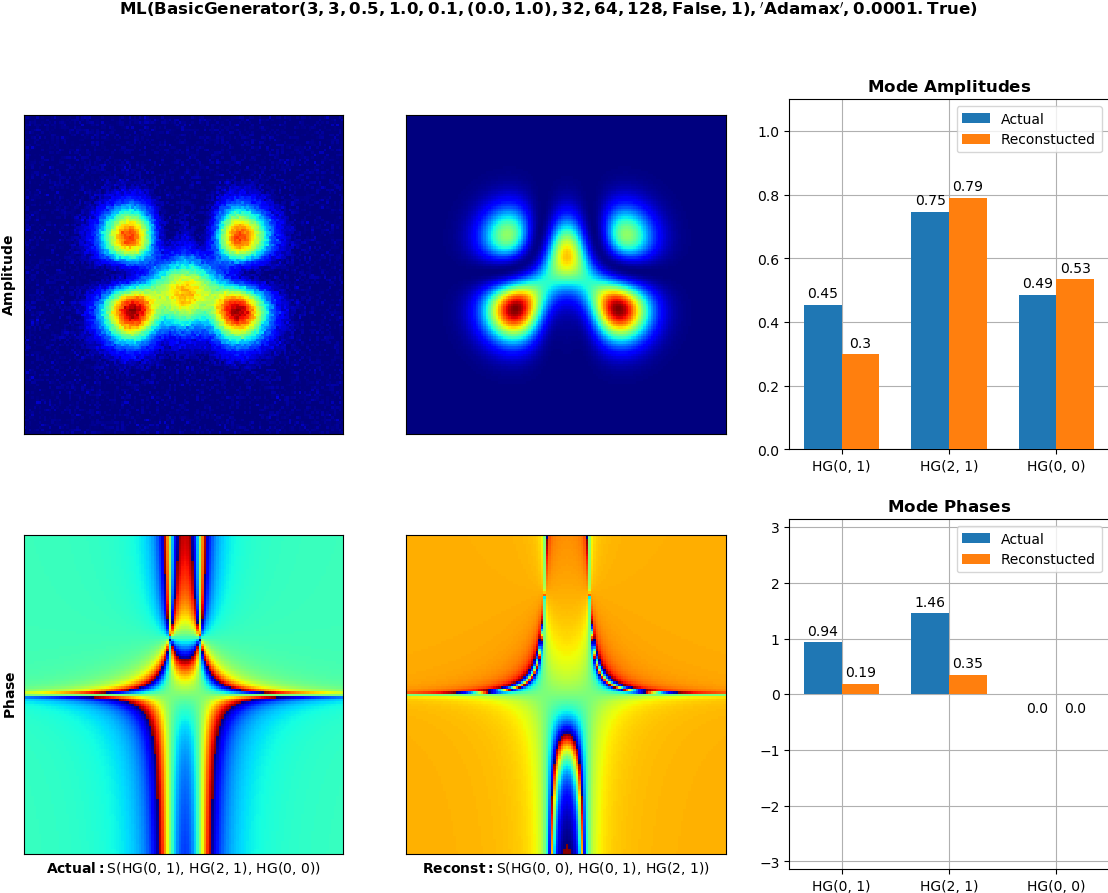 ML(BasicGenerator(3, 3, 0.5, 1.0, 0.1, (0.0, 1.0), 32, 64, 128, False, 1), ′Adamax′, 0.0001. True)
Amplitude
Mode Amplitudes
Actual
Reconstucted
1.0
0.8
0.6
0.4
0.2
0.0
0.45
0.3
0.75
0.79
0.49
0.53
HG(0, 1)
HG(2, 1)
HG(0, 0)
Phase
Actual: S(HG(0, 1), HG(2, 1), HG(0, 0))
Reconst: S(HG(0, 0), HG(0, 1), HG(2, 1))
Mode Phases
Actual
Reconstucted
3
2
1
0
−1
−2
−3
0.94
0.19
1.46
0.35
0.0
0.0
HG(0, 1)
HG(2, 1)
HG(0, 0)